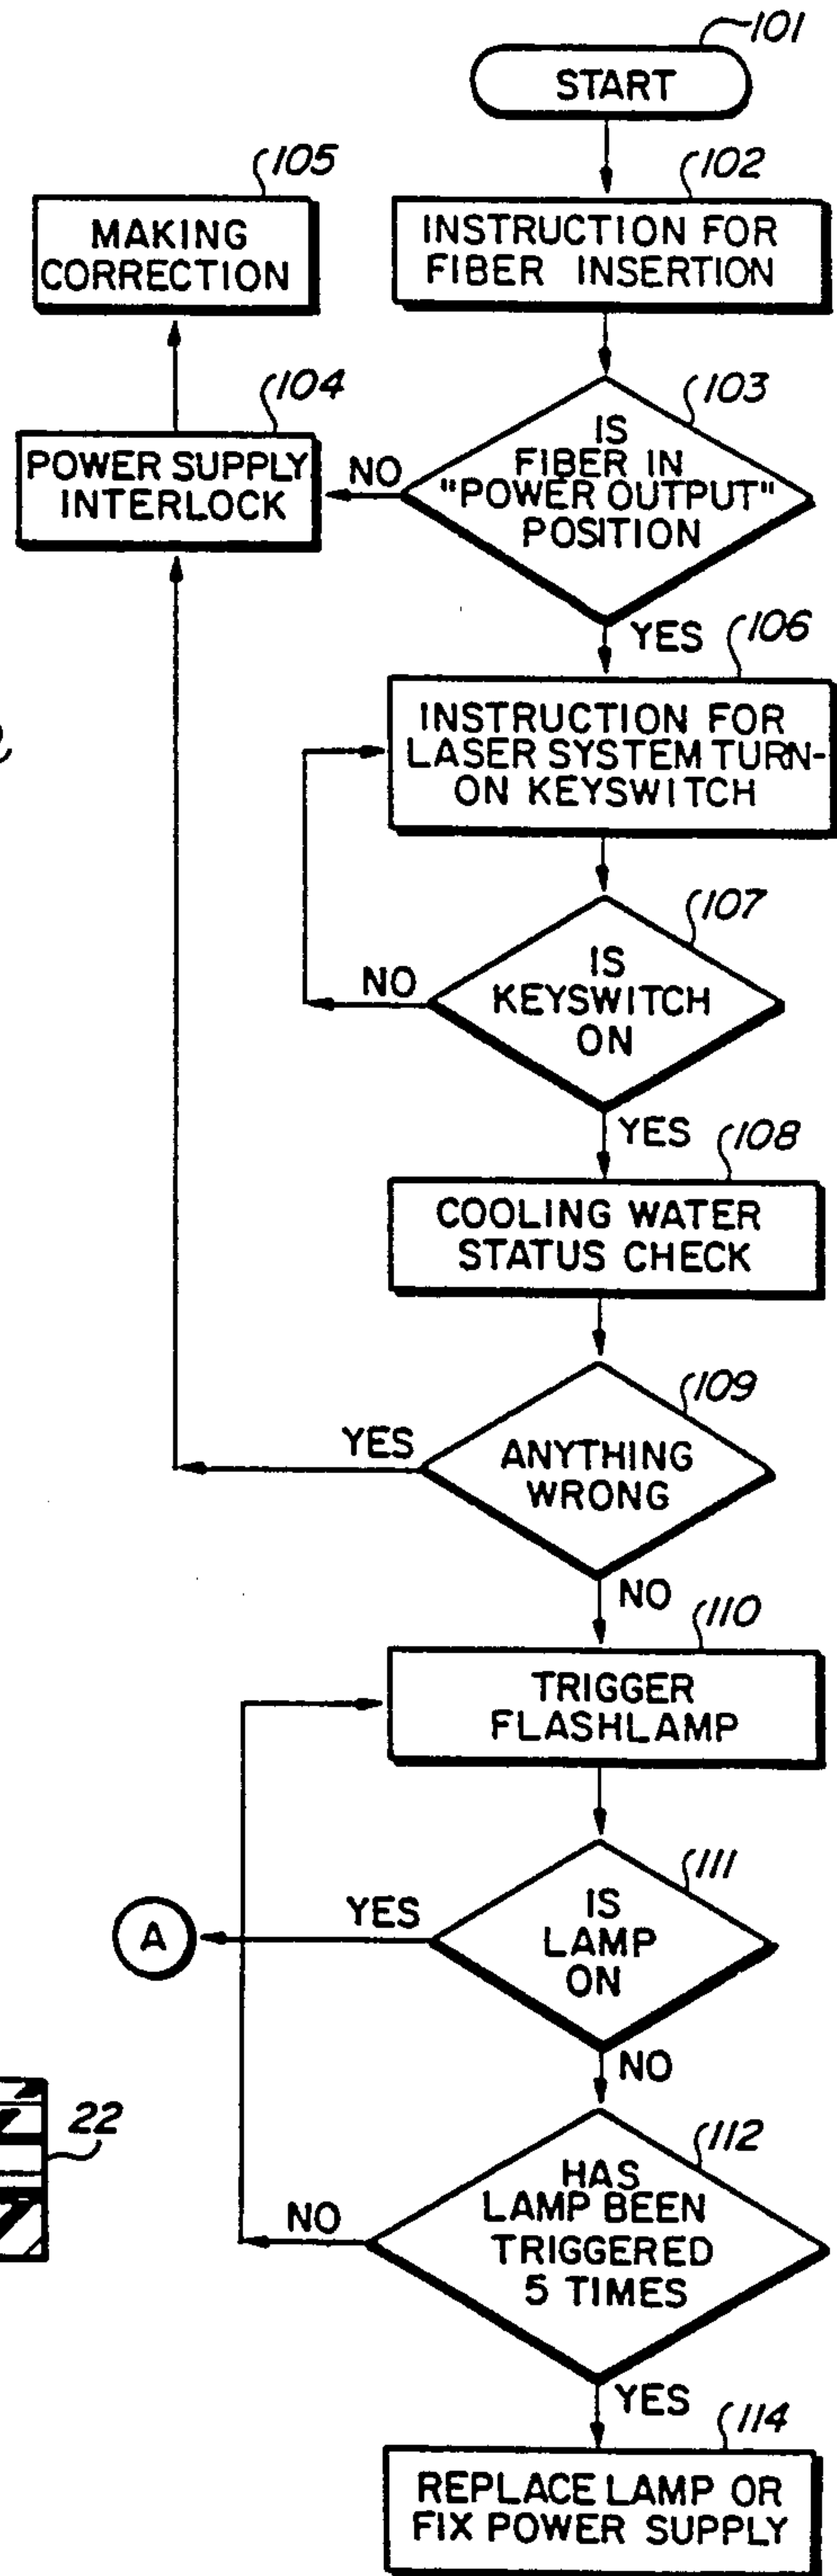 101
START
102
INSTRUCTION FOR
FIBER INSERTION
105
MAKING
CORRECTION
103
IS
FIBER IN
"POWER OUTPUT"
POSITION
NO
104
POWER SUPPLY
INTERLOCK
YES
106
INSTRUCTION FOR
LASER SYSTEM TURN-
ON KEYSWITCH
107
IS
KEYSWITCH
ON
NO
YES
108
COOLING WATER
STATUS CHECK
109
ANYTHING
WRONG
YES
NO
110
TRIGGER
FLASHLAMP
111
IS
LAMP
ON
YES
A
NO
22
112
HAS
LAMP BEEN
TRIGGERED
5 TIMES
NO
YES
114
REPLACE LAMP OR
FIX POWER SUPPLY